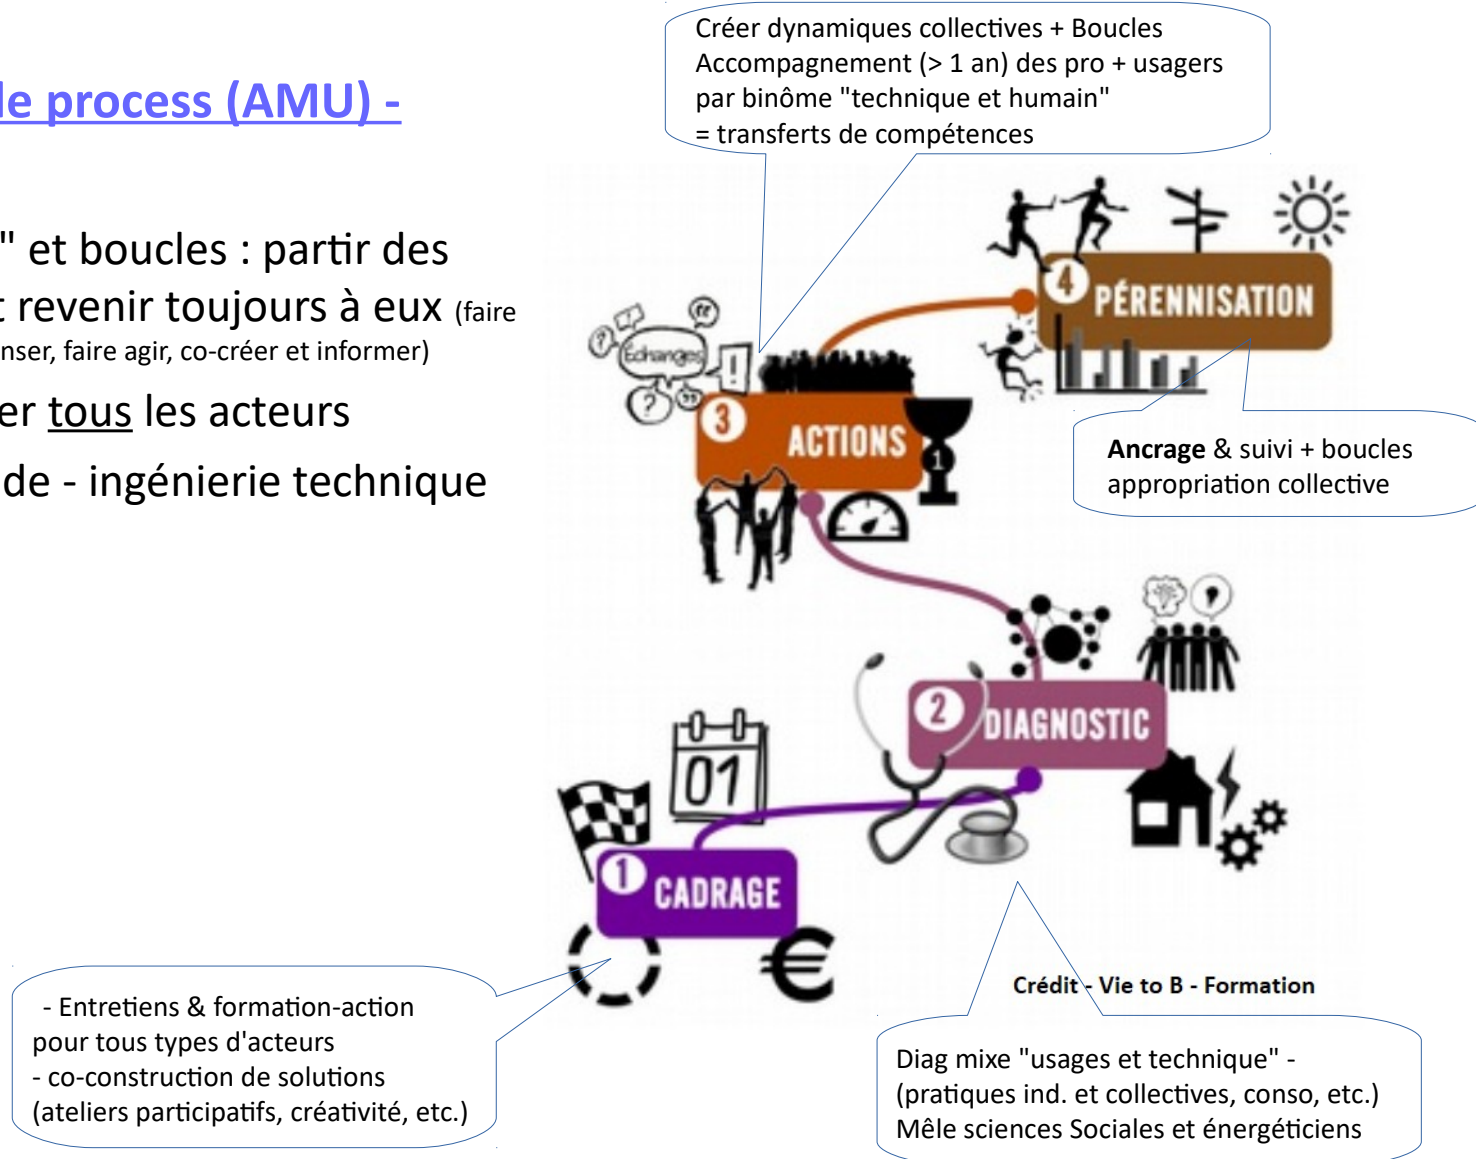 le process (AMU) -
" et boucles : partir des
t revenir toujours à eux (faire
nser, faire agir, co-créer et informer)
er tous les acteurs
de - ingénierie technique
Créer dynamiques collectives + Boucles
Accompagnement (> 1 an) des pro + usagers
par binôme "technique et humain"
= transferts de compétences
4 PÉRENNISATION
Échanges
? ! “ ? ”
3 ACTIONS
1
Ancrage & suivi + boucles
appropriation collective
2 DIAGNOSTIC
01
1 CADRAGE
€
Crédit - Vie to B - Formation
- Entretiens & formation-action
pour tous types d'acteurs
- co-construction de solutions
(ateliers participatifs, créativité, etc.)
Diag mixe "usages et technique" -
(pratiques ind. et collectives, conso, etc.)
Mêle sciences Sociales et énergéticiens